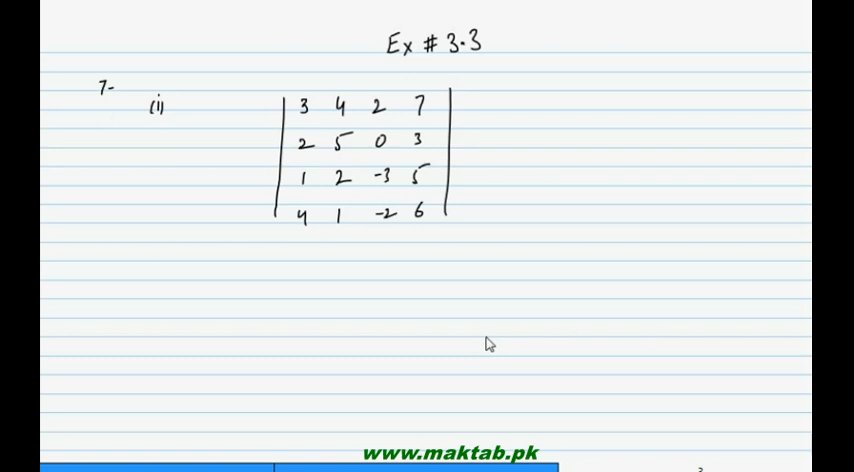 Ex # 3.3
7-
(i)
3 4 2 7
2 5 0 3
1 2 -3 5
4 1 -2 6
www.maktab.pk